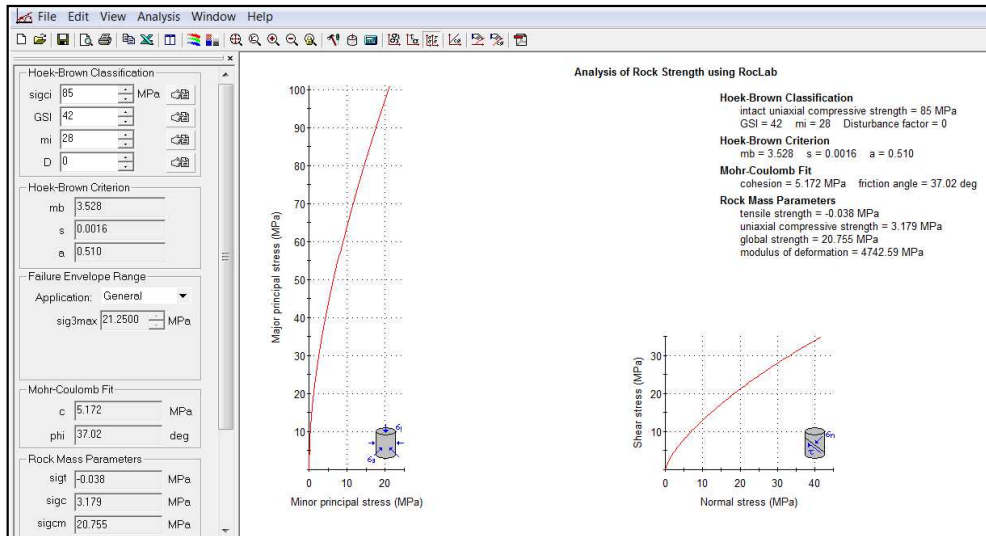 File Edit View Analysis Window Help
Hoek-Brown Classification
sigci 85 MPa
GSI 42
mi 28
D 0
Hoek-Brown Criterion
mb 3.528
s 0.0016
a 0.510
Failure Envelope Range
Application: General
sig3max 21.2500 MPa
Mohr-Coulomb Fit
c 5.172 MPa
phi 37.02 deg
Rock Mass Parameters
sigt -0.038 MPa
sigc 3.179 MPa
sigcm 20.755 MPa
Analysis of Rock Strength using RocLab
Hoek-Brown Classification
intact uniaxial compressive strength = 85 MPa
GSI = 42 mi = 28 Disturbance factor = 0
Hoek-Brown Criterion
mb = 3.528 s = 0.0016 a = 0.510
Mohr-Coulomb Fit
cohesion = 5.172 MPa friction angle = 37.02 deg
Rock Mass Parameters
tensile strength = -0.038 MPa
uniaxial compressive strength = 3.179 MPa
global strength = 20.755 MPa
modulus of deformation = 4742.59 MPa
Major principal stress (MPa)
100
90
80
70
60
50
40
30
20
10
0 10 20
Minor principal stress (MPa)
σ1
σ3
Shear stress (MPa)
30
20
10
0 10 20 30 40
Normal stress (MPa)
σn
τ